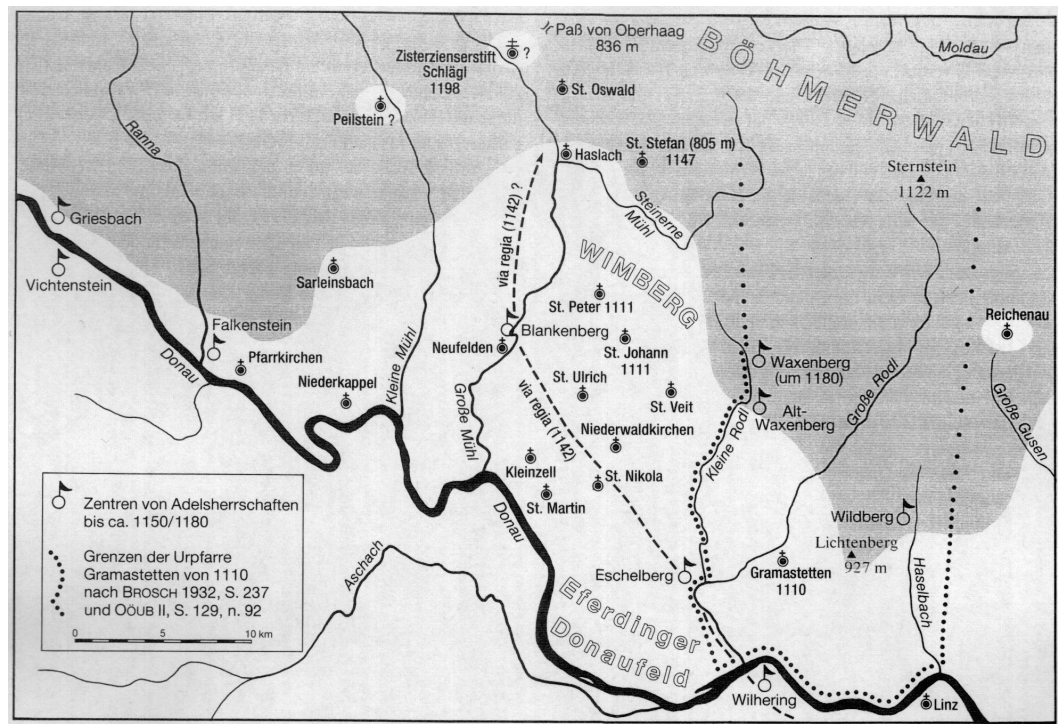 Paß von Oberhaag
836 m
Moldau
BÖHMERWALD
Zisterzienserstift
Schlägl
1198
?
St. Oswald
Peilstein ?
Ranna
Haslach
St. Stefan (805 m)
1147
Sternstein
1122 m
Steinerne
Mühl
via regia (1142) ?
Griesbach
WIMBERG
Vichtenstein
Sarleinsbach
St. Peter 1111
Falkenstein
Blankenberg
Reichenau
Neufelden
St. Johann
1111
Waxenberg
(um 1180)
Pfarrkirchen
Donau
Kleine Mühl
Niederkappel
Große Mühl
St. Ulrich
via regia (1142)
St. Veit
Alt-
Waxenberg
Große Rodl
Große Gusen
Niederwaldkirchen
Kleine Rodl
Kleinzell
St. Nikola
St. Martin
Donau
Wildberg
Lichtenberg
927 m
Zentren von Adelsherrschaften
bis ca. 1150/1180
Grenzen der Urpfarre
Gramastetten von 1110
nach BROSCH 1932, S. 237
und OÖUB II, S. 129, n. 92
0
10 km
Aschach
Eschelberg
Gramastetten
1110
Haselbach
Eferdinger
Donaufeld
Wilhering
Linz